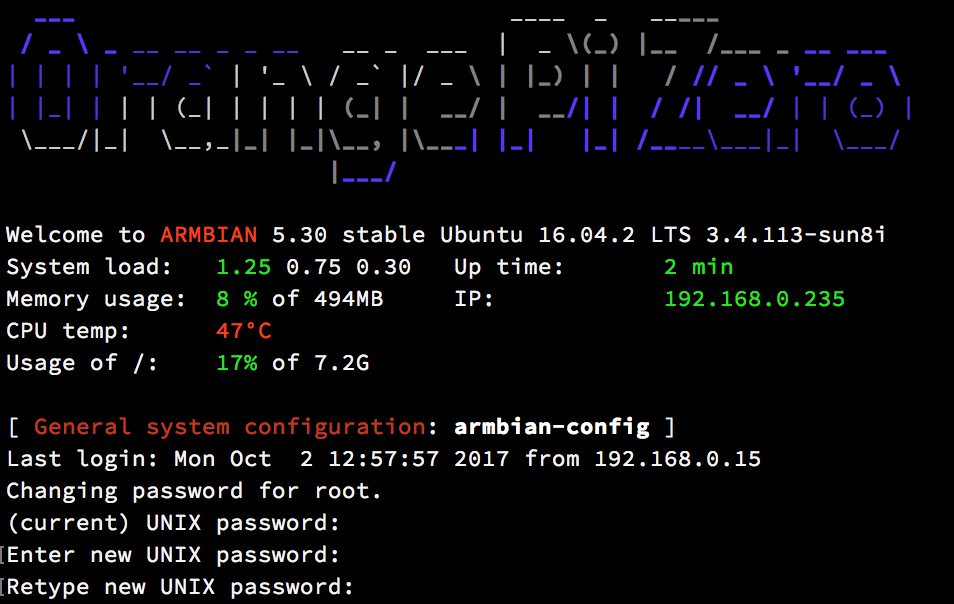 OrangePI Zero
Welcome to ARMBIAN 5.30 stable Ubuntu 16.04.2 LTS 3.4.113-sun8i
System load: 1.25 0.75 0.30 Up time: 2 min
Memory usage: 8 % of 494MB IP: 192.168.0.235
CPU temp: 47°C
Usage of /: 17% of 7.2G
[ General system configuration: armbian-config ]
Last login: Mon Oct 2 12:57:57 2017 from 192.168.0.15
Changing password for root.
(current) UNIX password:
[Enter new UNIX password:
[Retype new UNIX password: